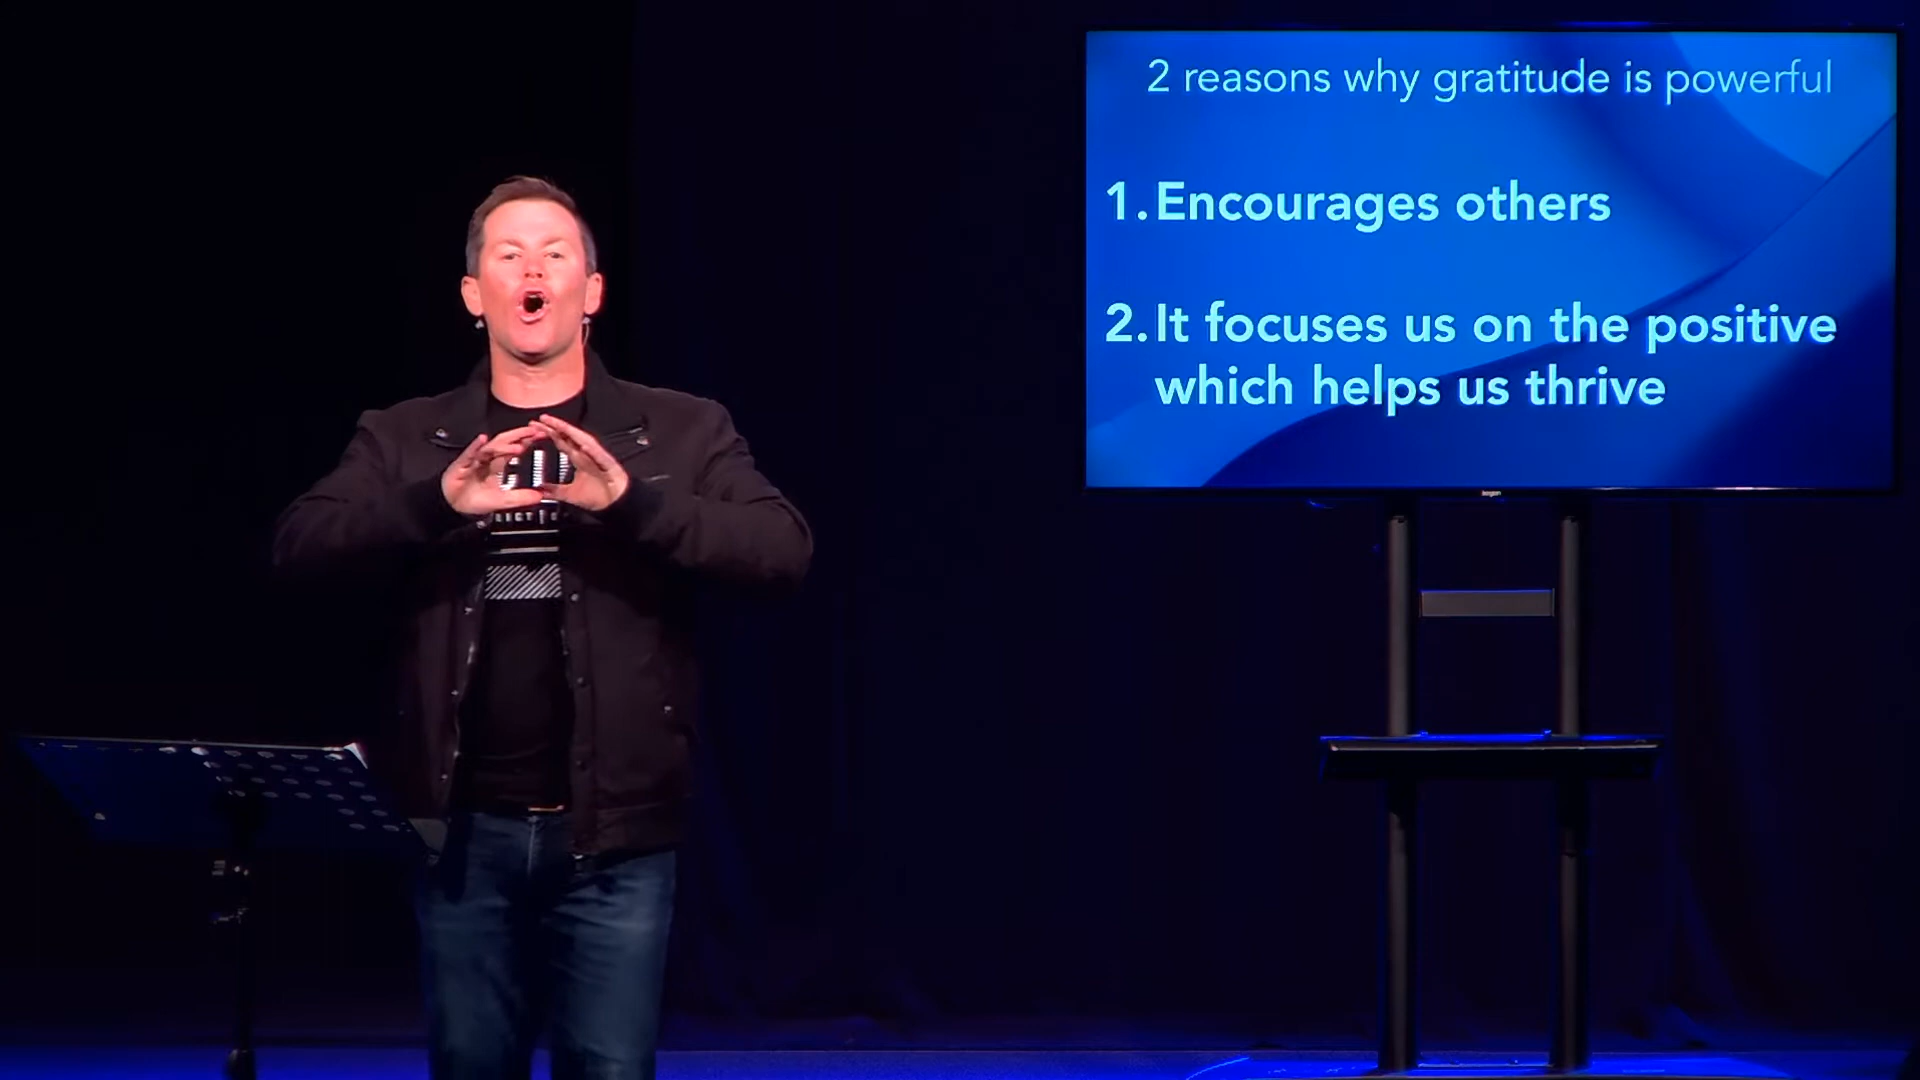 2 reasons why gratitude is powerful
1. Encourages others
2. It focuses us on the positive
which helps us thrive